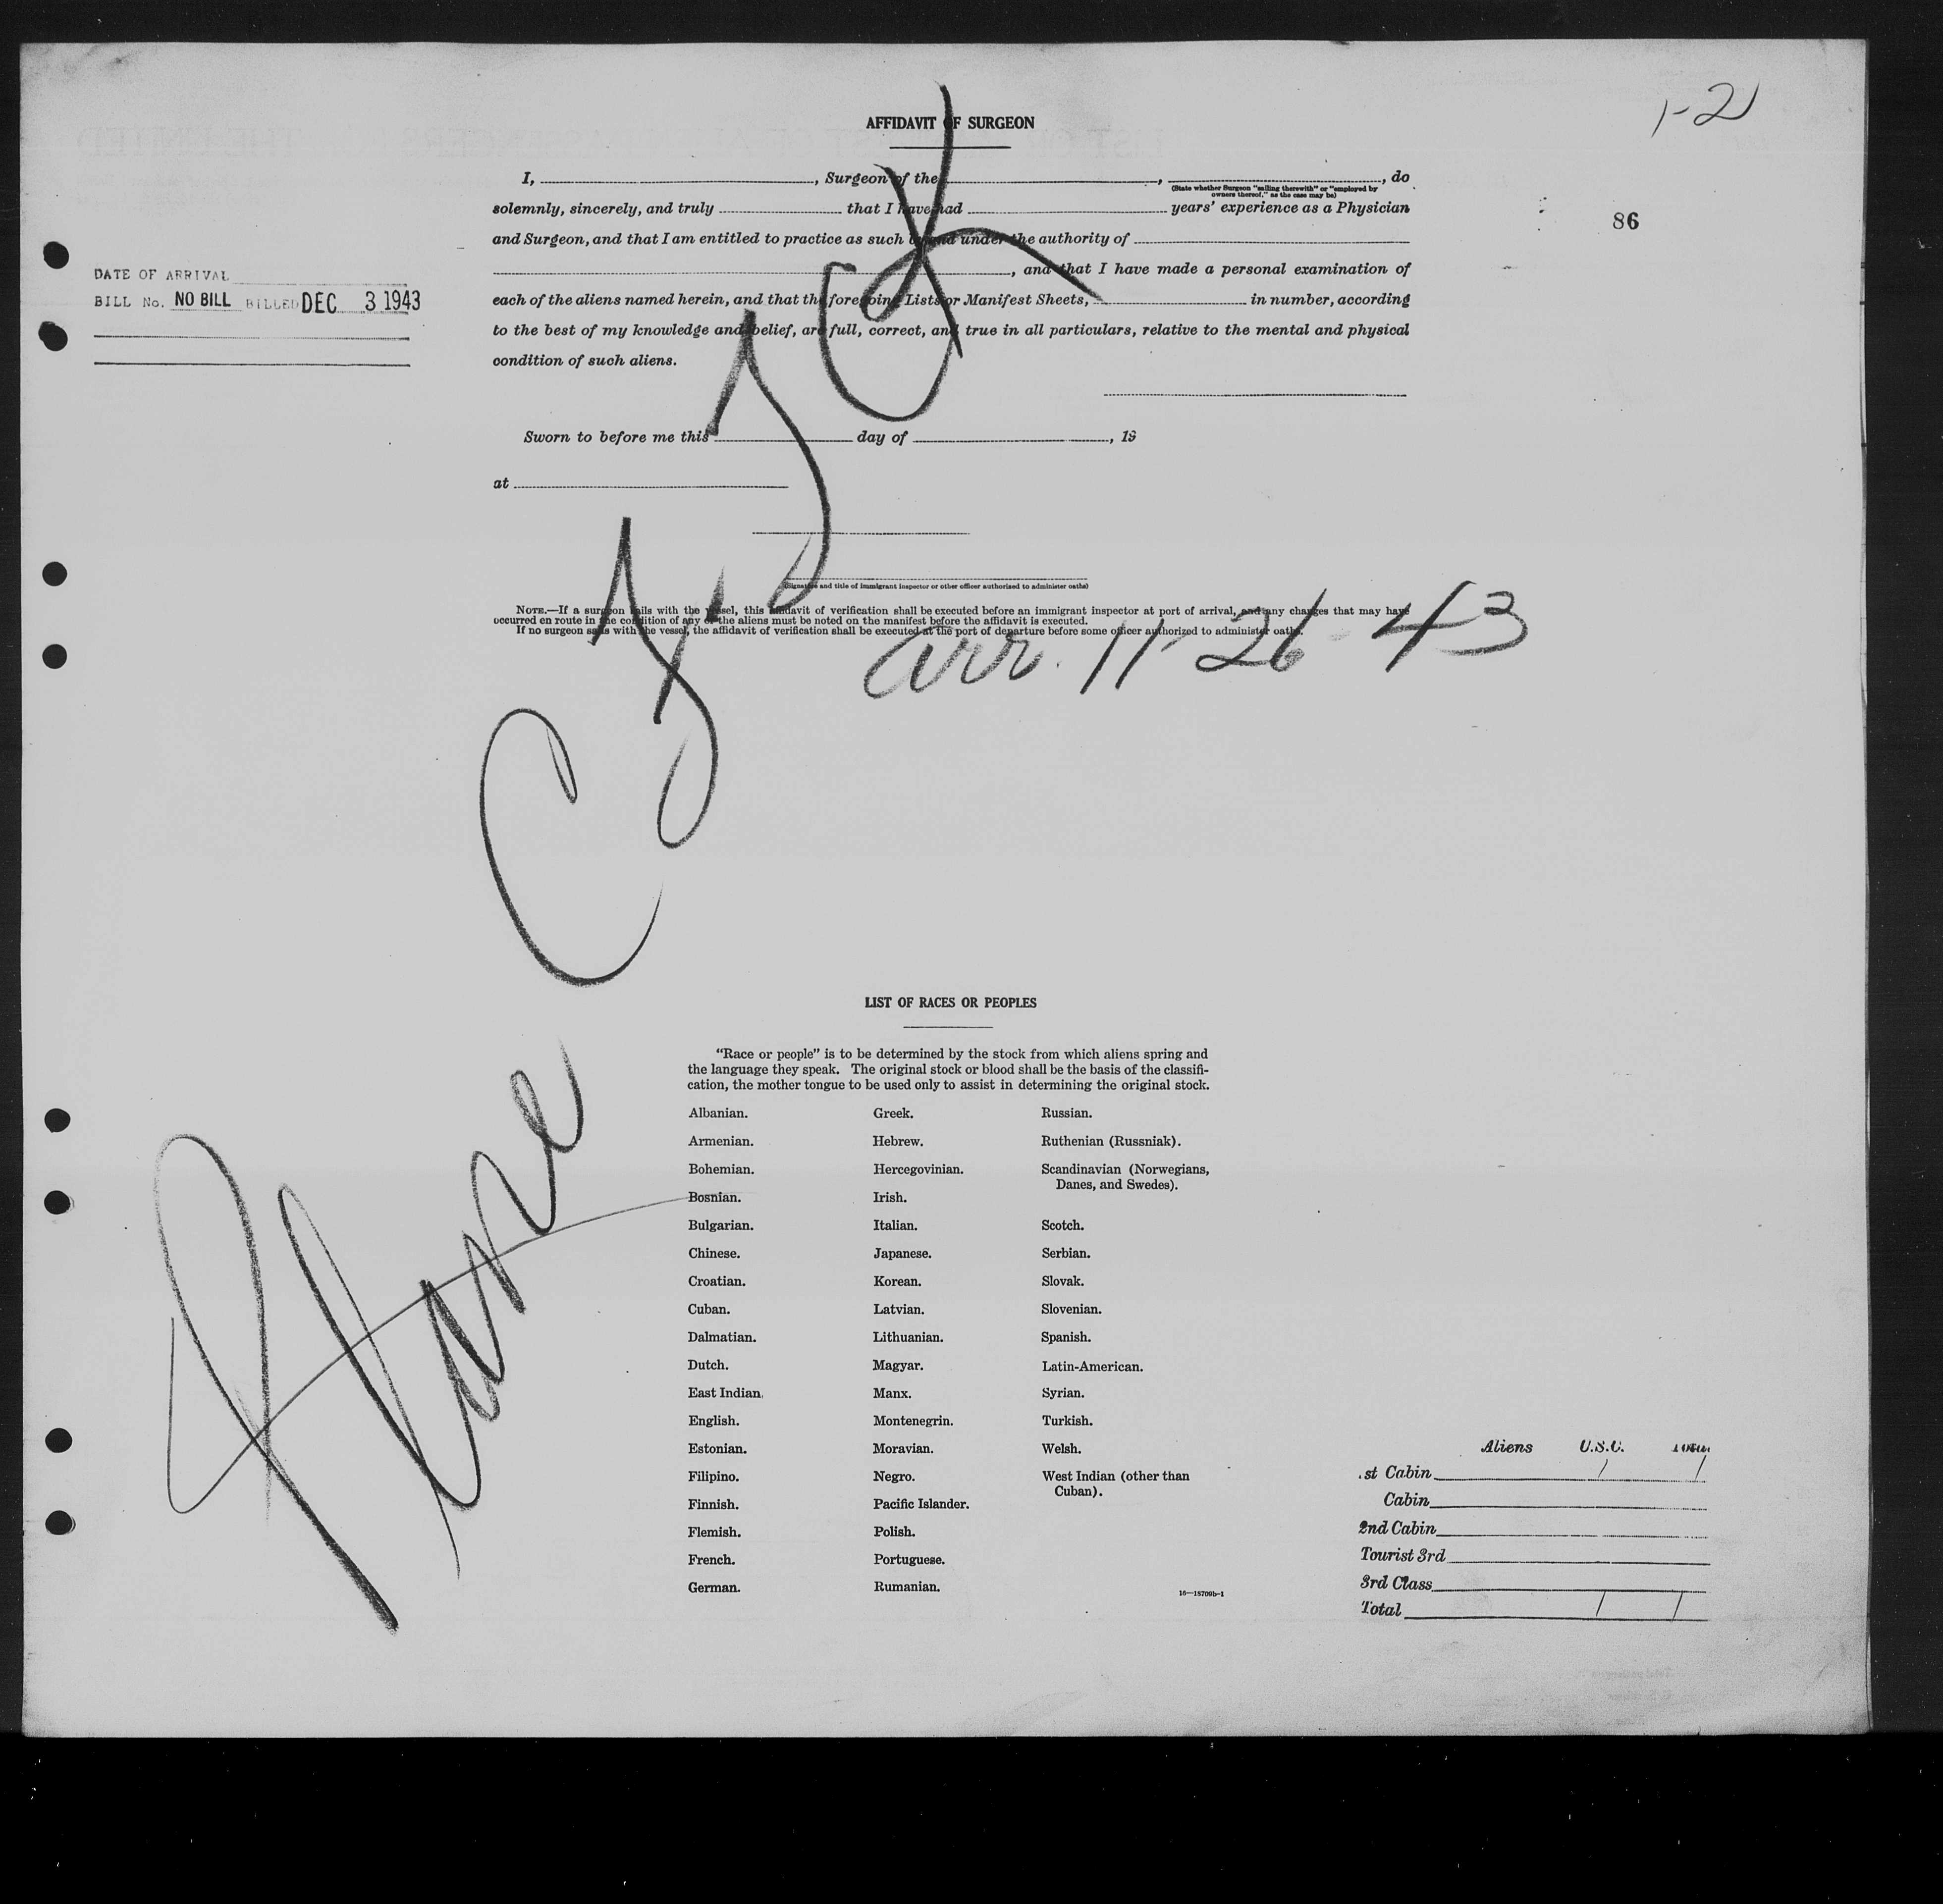 1-21
AFFIDAVIT OF SURGEON
I, , Surgeon of the , , do
(State whether Surgeon "sailing therewith" or "employed by
owners thereof," as the case may be)
solemnly, sincerely, and truly that I have had years' experience as a Physician
86
and Surgeon, and that I am entitled to practice as such by and under the authority of
, and that I have made a personal examination of
DATE OF ARRIVAL
BILL No. NO BILL BILLED DEC 3 1943
each of the aliens named herein, and that the foregoing Lists or Manifest Sheets, in number, according
to the best of my knowledge and belief, are full, correct, and true in all particulars, relative to the mental and physical
condition of such aliens.
Sworn to before me this day of , 19
at
(Signature and title of immigrant inspector or other officer authorized to administer oaths)
NOTE.—If a surgeon sails with the vessel, this affidavit of verification shall be executed before an immigrant inspector at port of arrival, and any changes that may have
occurred en route in the condition of any of the aliens must be noted on the manifest before the affidavit is executed.
If no surgeon sails with the vessel, the affidavit of verification shall be executed at the port of departure before some officer authorized to administer oaths.
arr. 11-26-43
Plane
LIST OF RACES OR PEOPLES
"Race or people" is to be determined by the stock from which aliens spring and
the language they speak. The original stock or blood shall be the basis of the classifi-
cation, the mother tongue to be used only to assist in determining the original stock.
Albanian.
Armenian.
Bohemian.
Bosnian.
Bulgarian.
Chinese.
Croatian.
Cuban.
Dalmatian.
Dutch.
East Indian.
English.
Estonian.
Filipino.
Finnish.
Flemish.
French.
German.
Greek.
Hebrew.
Hercegovinian.
Irish.
Italian.
Japanese.
Korean.
Latvian.
Lithuanian.
Magyar.
Manx.
Montenegrin.
Moravian.
Negro.
Pacific Islander.
Polish.
Portuguese.
Rumanian.
Russian.
Ruthenian (Russniak).
Scandinavian (Norwegians,
Danes, and Swedes).
Scotch.
Serbian.
Slovak.
Slovenian.
Spanish.
Latin-American.
Syrian.
Turkish.
Welsh.
West Indian (other than
Cuban).
16—18709b-1
Aliens U.S.C. Total
1st Cabin / /
Cabin
2nd Cabin
Tourist 3rd
3rd Class
Total / /